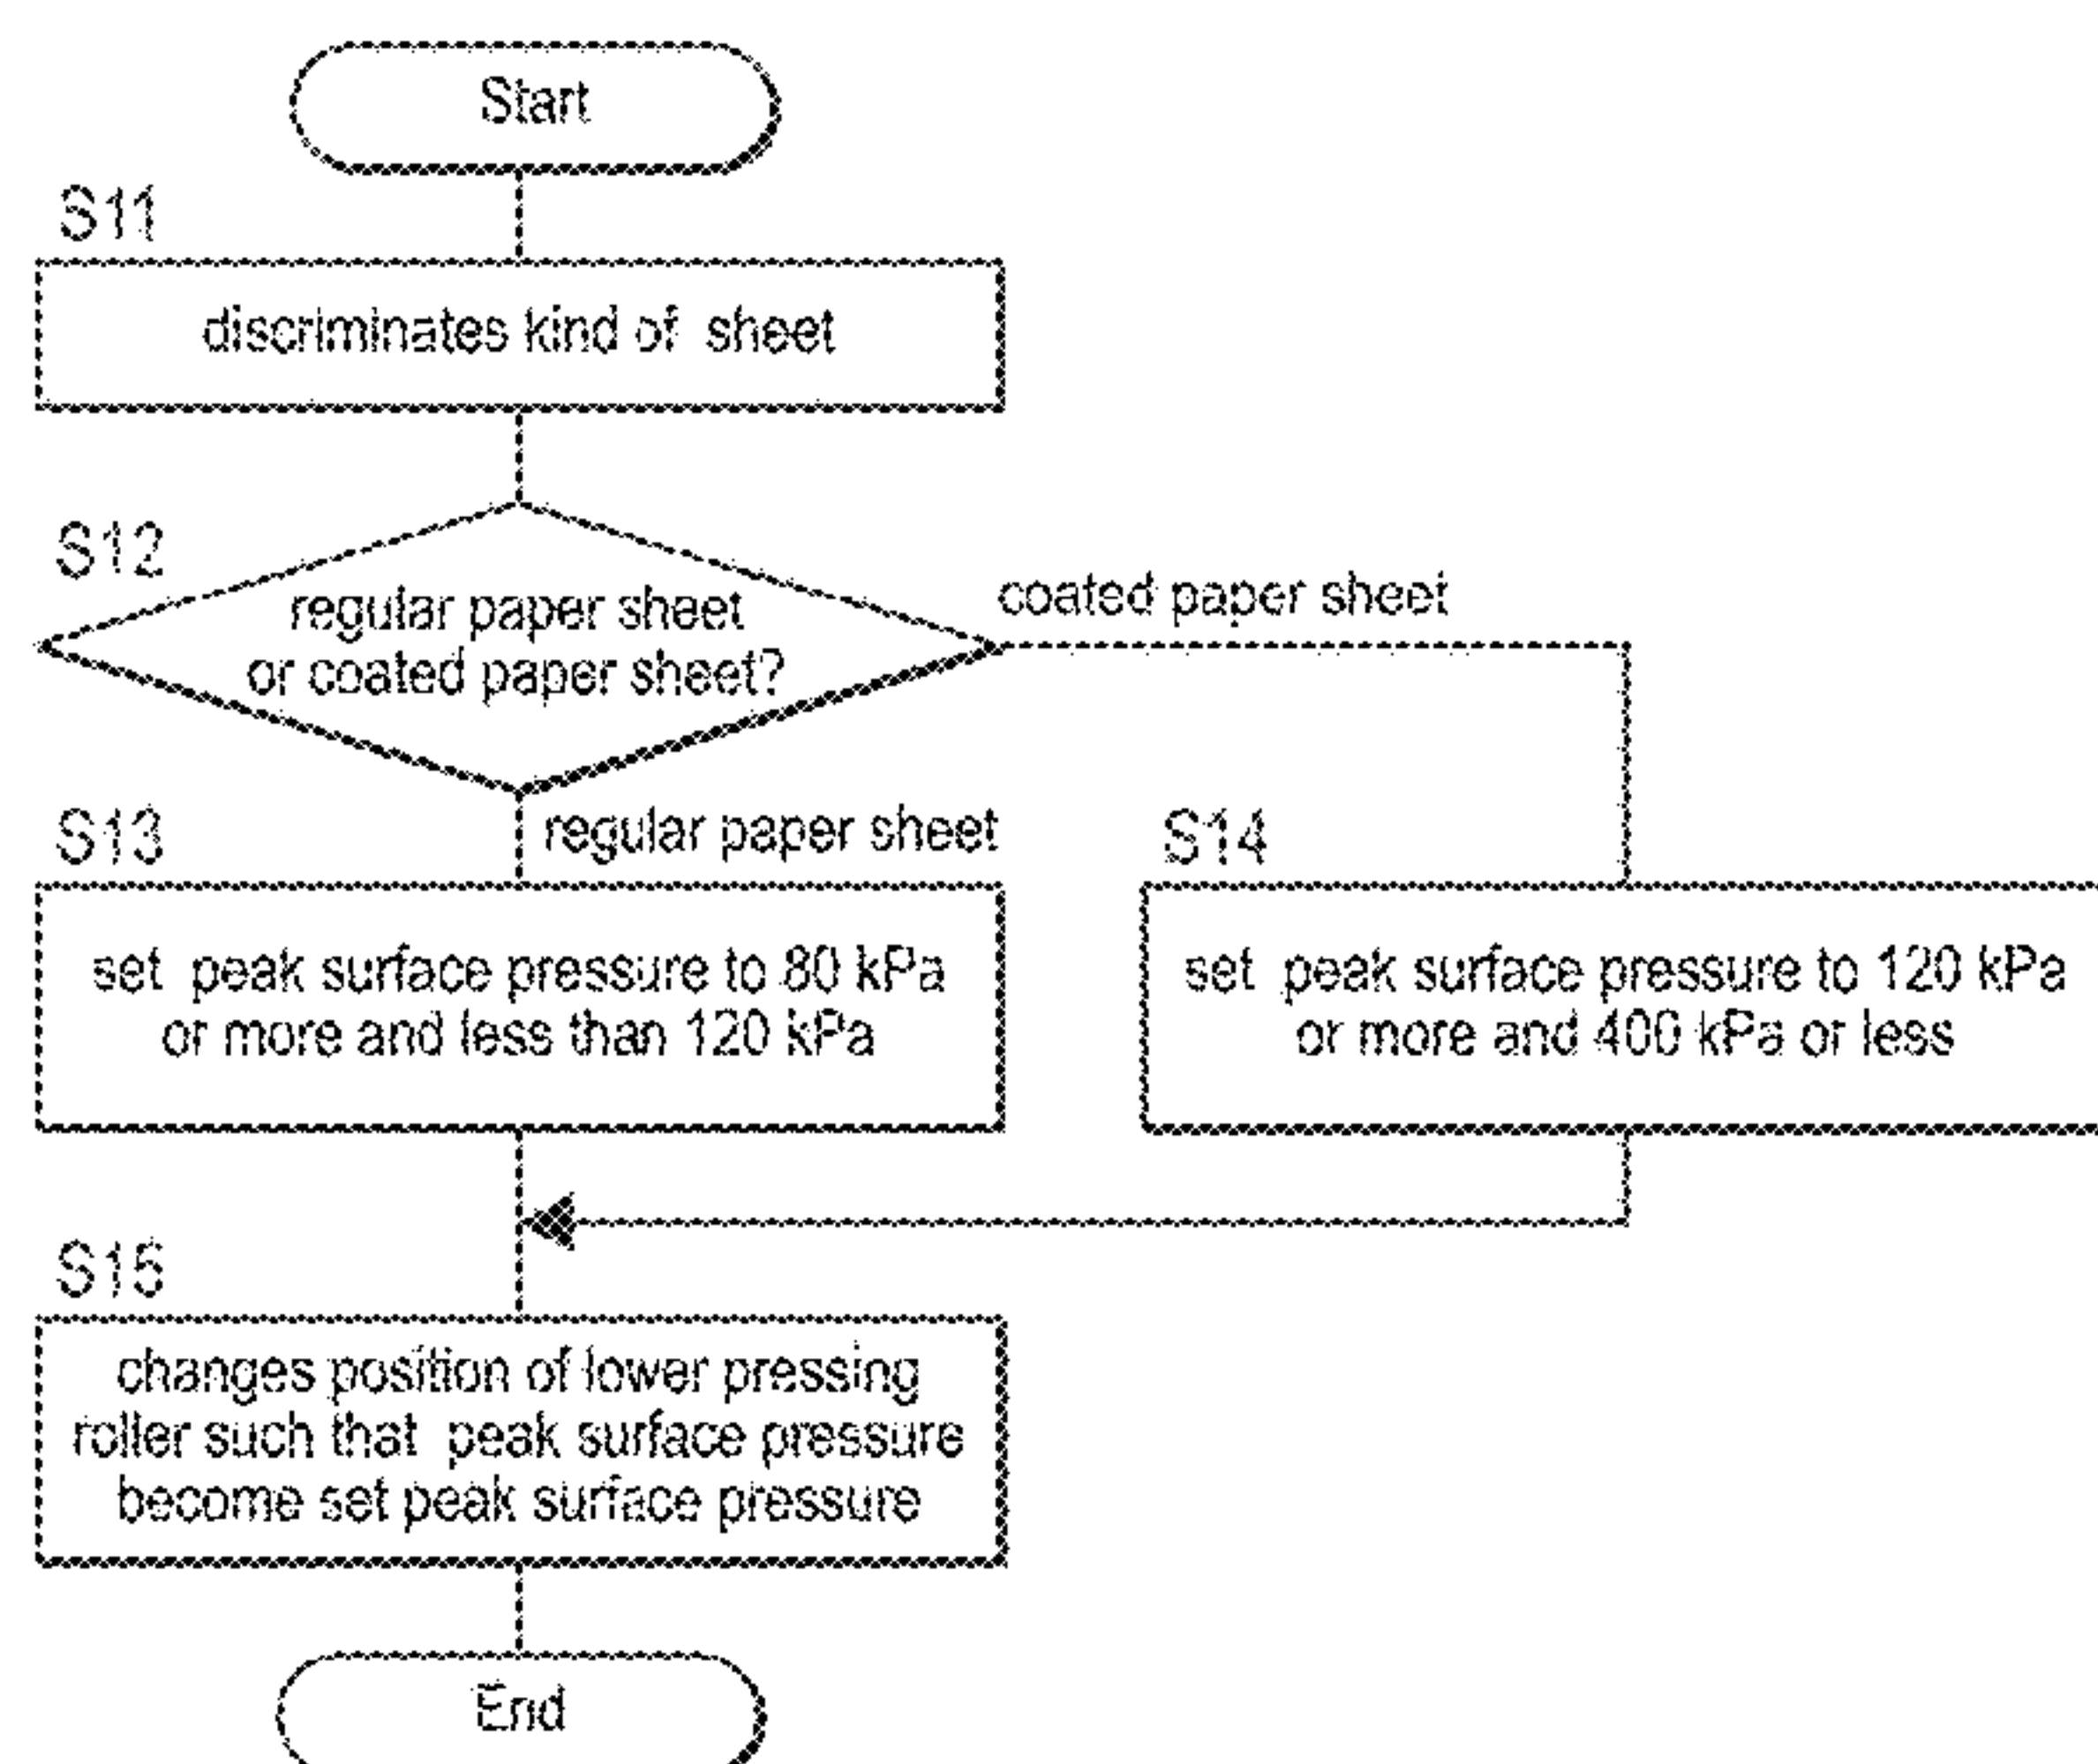 Start
S11
discriminates kind of sheet
S12
regular paper sheet
or coated paper sheet?
coated paper sheet
regular paper sheet
S13
set peak surface pressure to 80 kPa
or more and less than 120 kPa
S14
set peak surface pressure to 120 kPa
or more and 400 kPa or less
S15
changes position of lower pressing
roller such that peak surface pressure
become set peak surface pressure
End